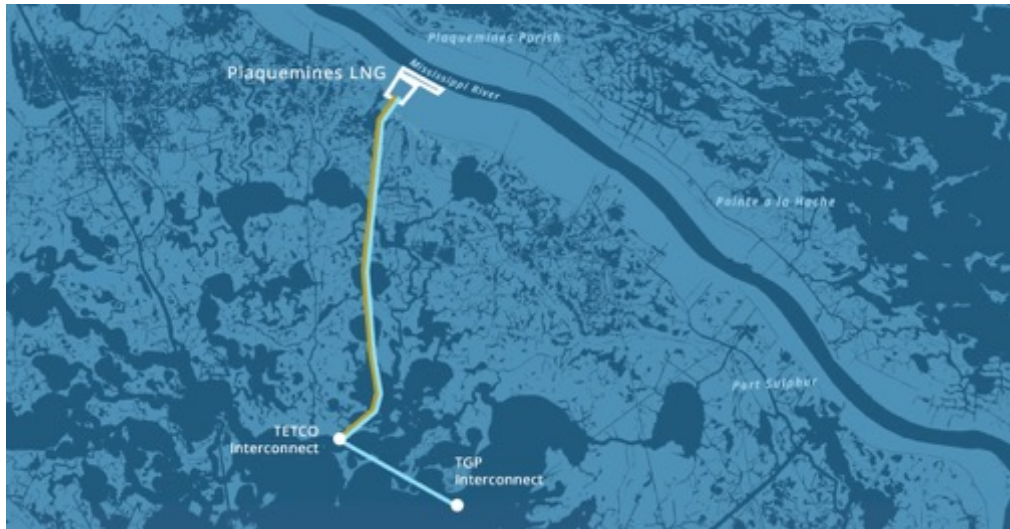 Plaquemines Parish
Plaquemines LNG
Mississippi River
Pointe a la Hache
Port Sulphur
TETCO
Interconnect
TGP
Interconnect